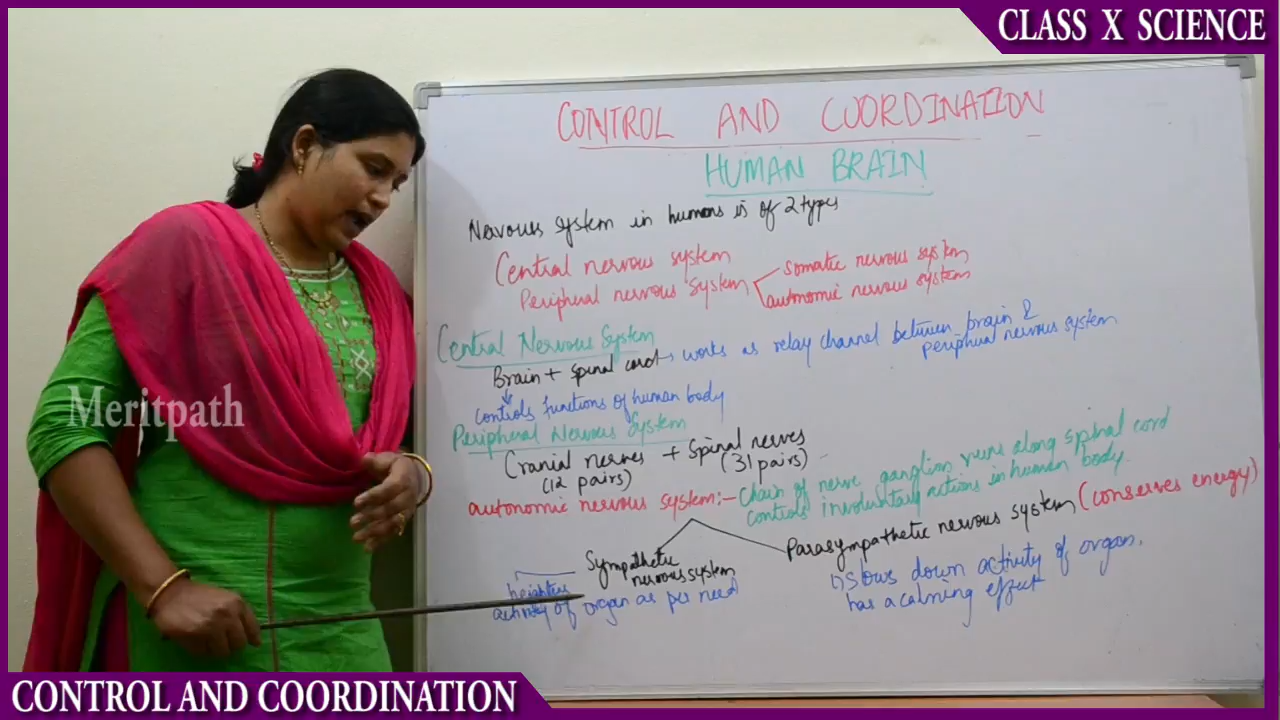 CLASS X SCIENCE
CONTROL AND COORDINATION
HUMAN BRAIN
Nervous system in humans is of 2 types
Central nervous system
Peripheral nervous system
somatic nervous system
autnomic nervous system
Central Nervous System
Brain + spinal cord → works as relay channel between brain &
peripheral nervous system
controls functions of human body
Peripheral Nervous System
Cranial nerves + Spinal nerves
(12 pairs) (31 pairs)
autonomic nervous system:- Chain of nerve ganglion runs along spinal cord
controls involuntary actions in human body.
Sympathetic
nervous system
Parasympathetic nervous system (conserves energy)
heightens
activity of organ as per need
1) Slows down activity of organ.
has a calming effect
Meritpath
CONTROL AND COORDINATION